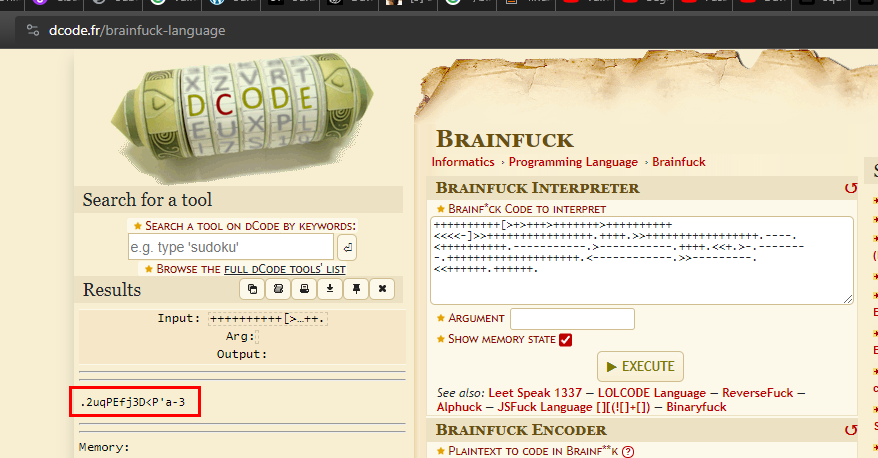 dcode.fr/brainfuck-language
DCODE
Search for a tool
★ SEARCH A TOOL ON DCODE BY KEYWORDS:
e.g. type 'sudoku'
★ BROWSE THE FULL DCODE TOOLS' LIST
Results
Input: ++++++++++[>…++.
Arg:
Output:
.2uqPEfj3D<P'a-3
Memory:
BRAINFUCK
Informatics › Programming Language › Brainfuck
BRAINFUCK INTERPRETER
★ BRAINF*CK CODE TO INTERPRET
++++++++++[>+>+++>+++++++>++++++++++
<<<<-]>>++++++++++++++++.++++.>>+++++++++++++++++.----.
<++++++++++.-----------.>-----------.++++.<<+.>-.-------
-.++++++++++++++++++++.<------------.>>---------.
<<++++++.++++++.
★ ARGUMENT
★ SHOW MEMORY STATE
▶ EXECUTE
See also: Leet Speak 1337 – LOLCODE Language – ReverseFuck –
Alphuck – JSFuck Language [][(![]+[]) – Binaryfuck
BRAINFUCK ENCODER
★ PLAINTEXT TO CODE IN BRAINF**K ?